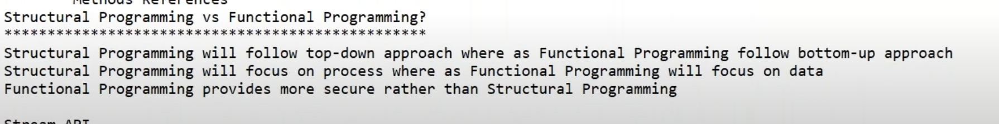 Methods References
Structural Programming vs Functional Programming?
*************************************************
Structural Programming will follow top-down approach where as Functional Programming follow bottom-up approach
Structural Programming will focus on process where as Functional Programming will focus on data
Functional Programming provides more secure rather than Structural Programming
Stream API